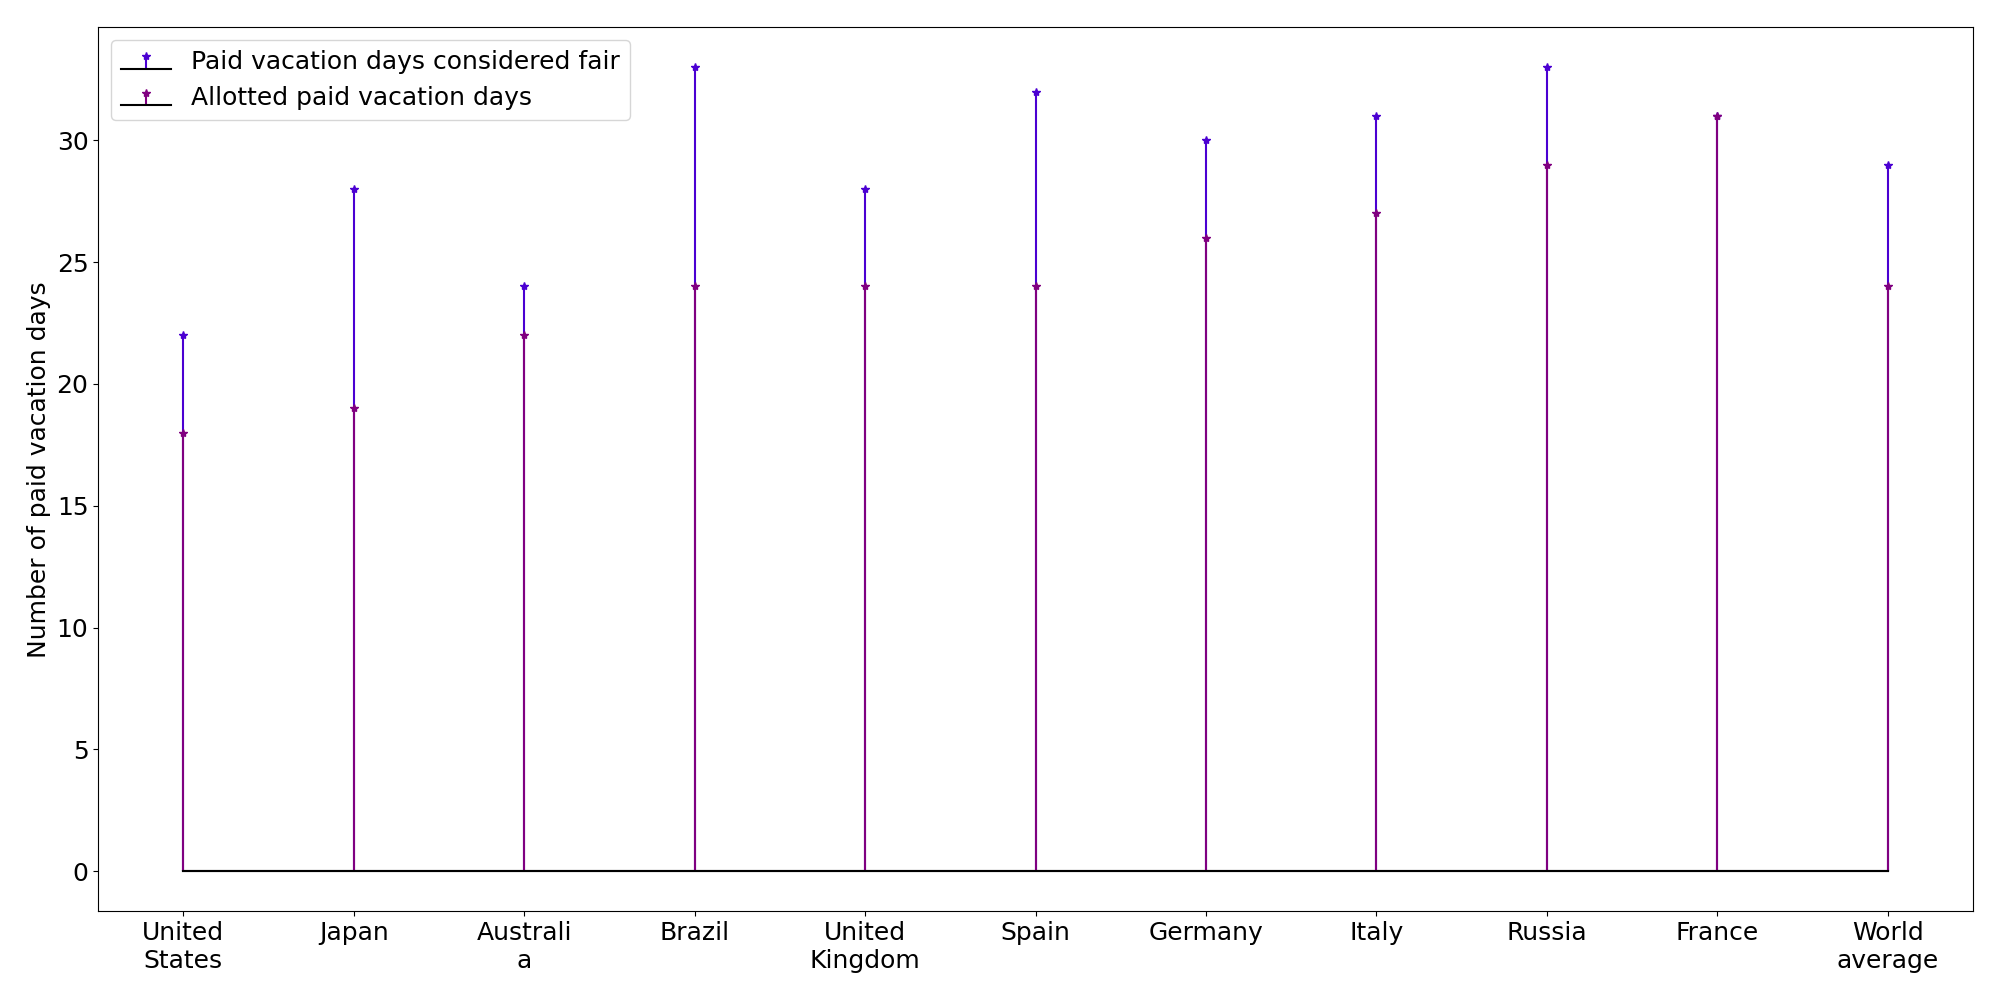 Paid vacation days considered fair
Allotted paid vacation days
Number of paid vacation days
30
25
20
15
10
5
0
United
States
Japan
Australi
a
Brazil
United
Kingdom
Spain
Germany
Italy
Russia
France
World
average